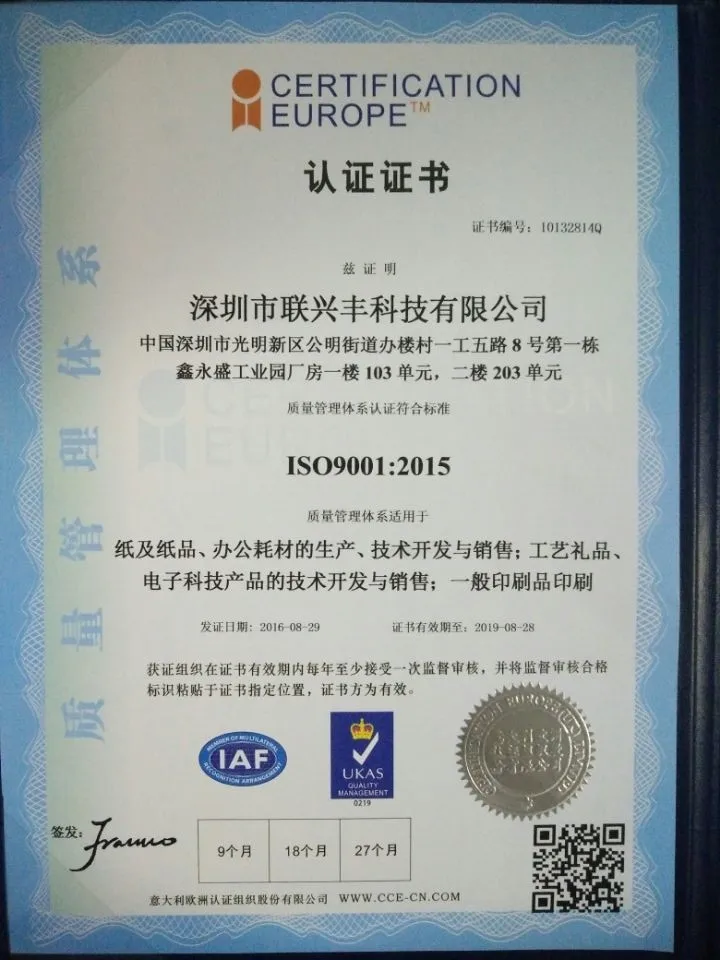 CERTIFICATION
EUROPE™
认证证书
证书编号：10132814Q
兹 证 明
深圳市联兴丰科技有限公司
中国深圳市光明新区公明街道办楼村一工五路 8 号第一栋
鑫永盛工业园厂房一楼 103 单元，二楼 203 单元
质量管理体系认证符合标准
ISO9001:2015
质量管理体系适用于
纸及纸品、办公耗材的生产、技术开发与销售；工艺礼品、
电子科技产品的技术开发与销售；一般印刷品印刷
发证日期: 2016-08-29 证书有效期至: 2019-08-28
获证组织在证书有效期内每年至少接受一次监督审核，并将监督审核合格
标识粘贴于证书指定位置，证书方为有效。
质量管理体系
MEMBER OF MULTILATERAL
IAF
RECOGNITION ARRANGEMENT
UKAS
QUALITY
MANAGEMENT
0219
签发:
9个月 18个月 27个月
意大利欧洲认证组织股份有限公司 WWW.CCE-CN.COM